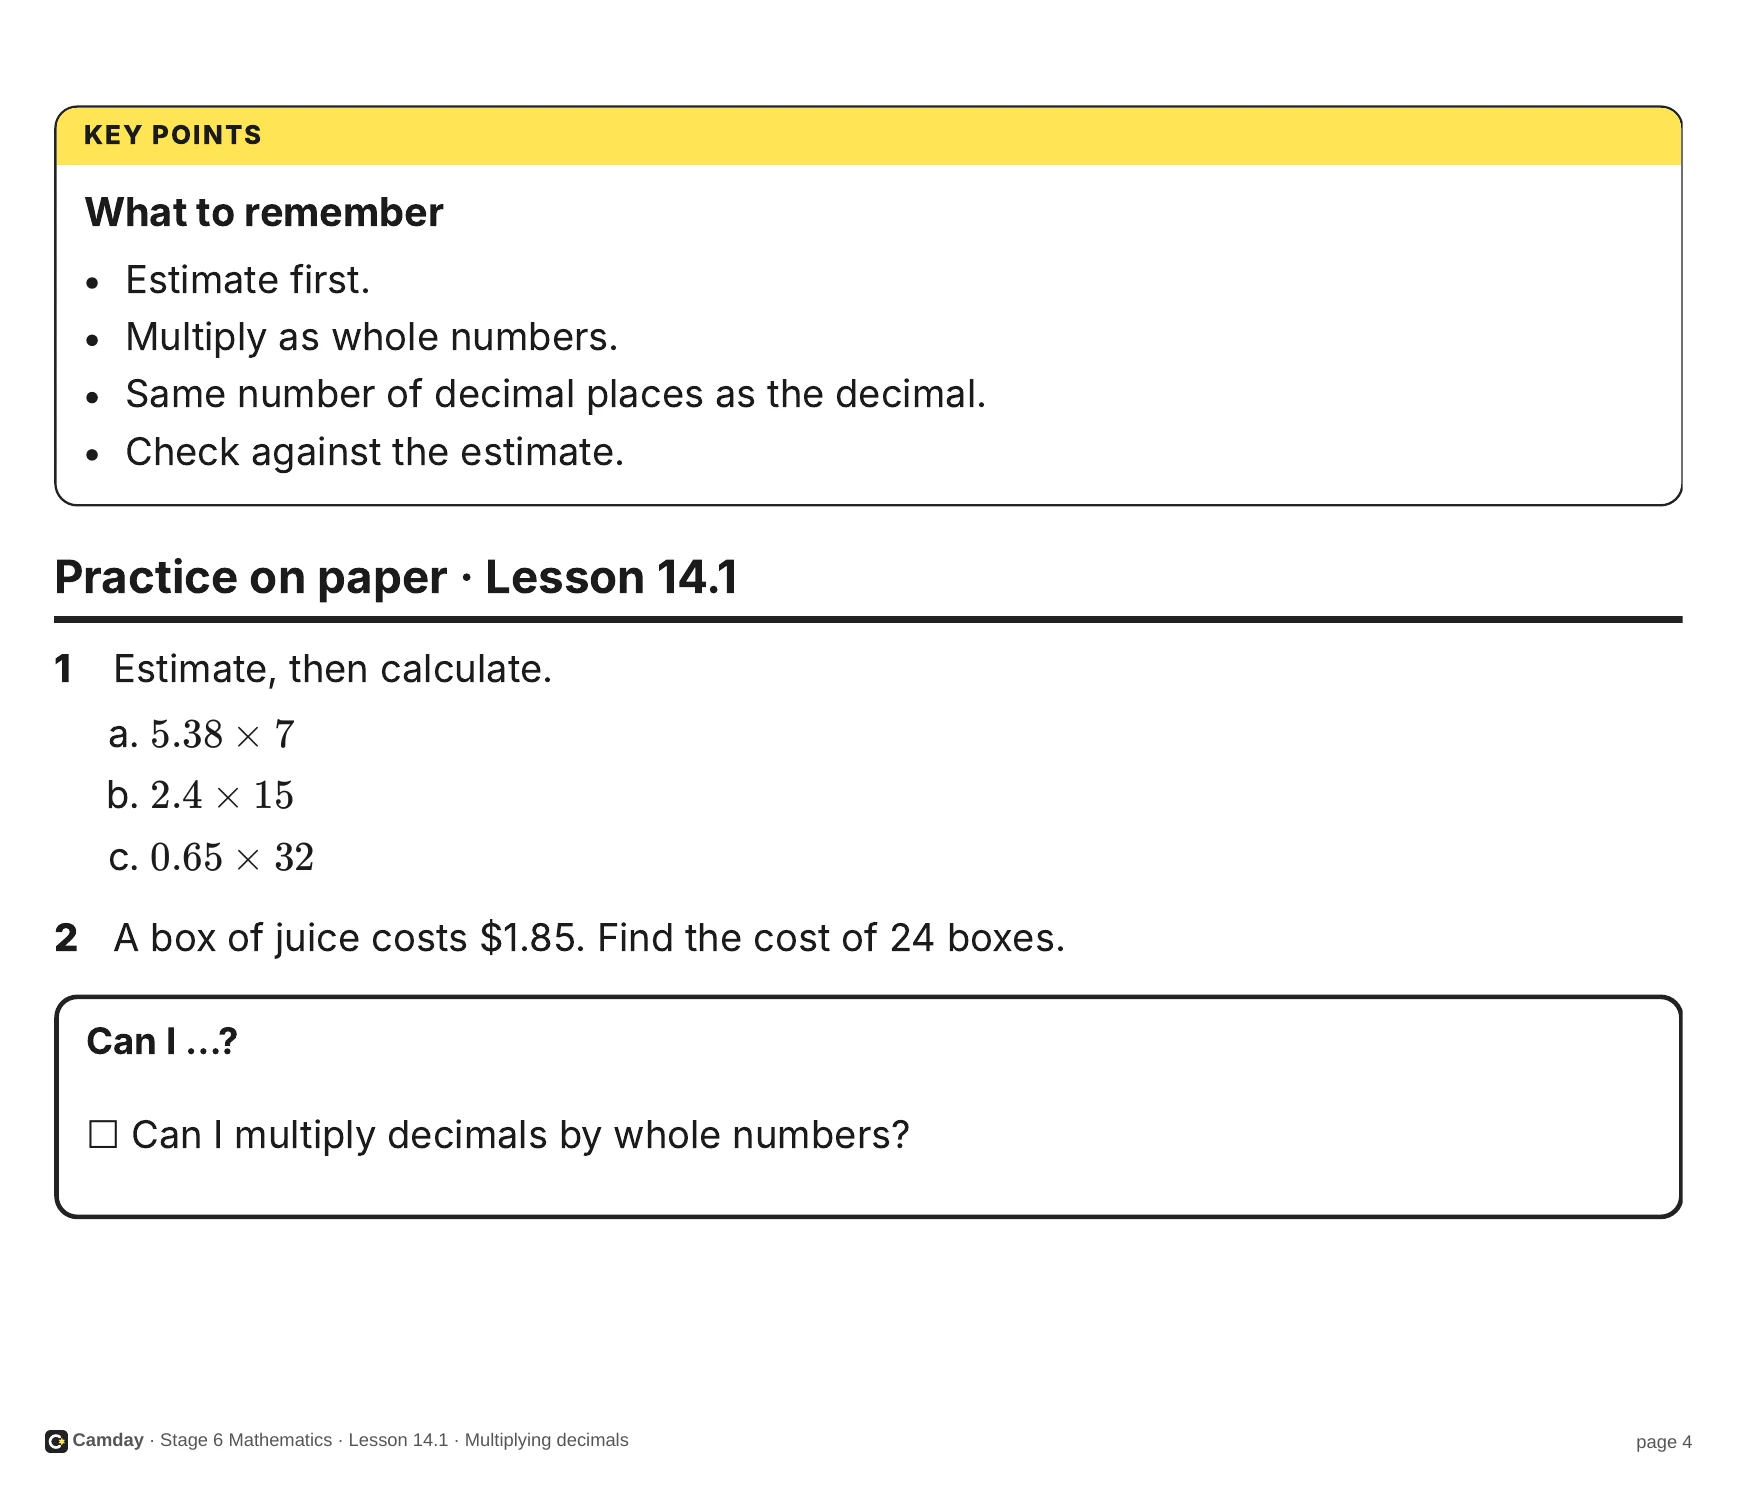 KEY POINTS
What to remember
• Estimate first.
• Multiply as whole numbers.
• Same number of decimal places as the decimal.
• Check against the estimate.
Practice on paper · Lesson 14.1
1 Estimate, then calculate.
a. 5.38 × 7
b. 2.4 × 15
c. 0.65 × 32
2 A box of juice costs $1.85. Find the cost of 24 boxes.
Can I …?
☐ Can I multiply decimals by whole numbers?
Camday · Stage 6 Mathematics · Lesson 14.1 · Multiplying decimals
page 4